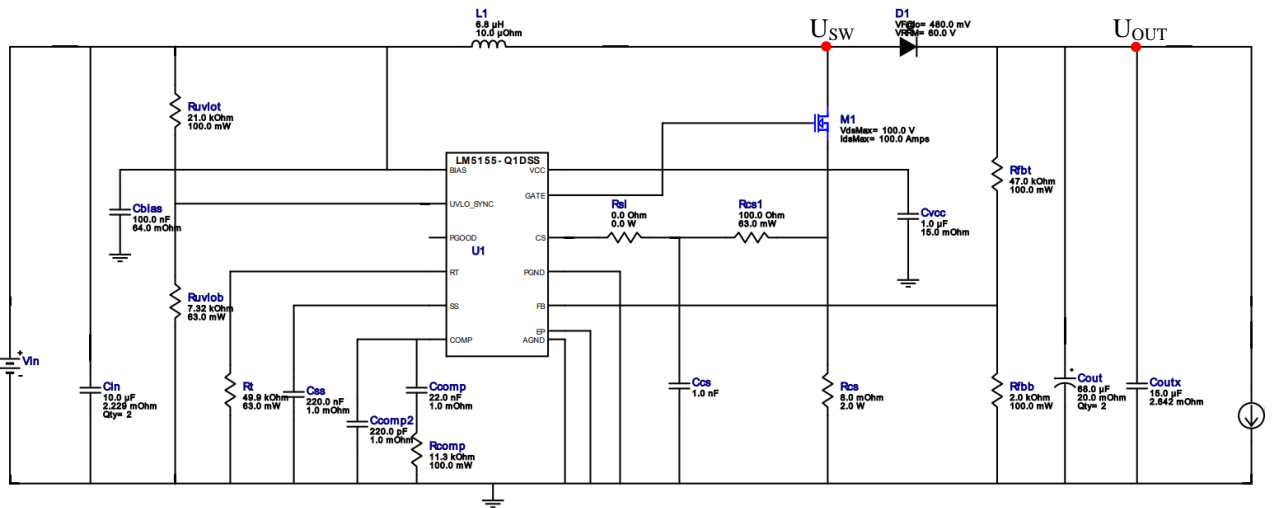 L1
6.8 µH
10.0 µOhm
U_SW
D1
VF@Io= 480.0 mV
VRRM= 60.0 V
U_OUT
Ruvlot
21.0 kOhm
100.0 mW
M1
VdsMax= 100.0 V
IdsMax= 100.0 Amps
LM5155-Q1DSS
BIAS
VCC
GATE
UVLO_SYNC
PGOOD
CS
U1
RT
PGND
SS
FB
EP
COMP
AGND
Cbias
100.0 nF
64.0 mOhm
Rsl
0.0 Ohm
0.0 W
Rcs1
100.0 Ohm
63.0 mW
Cvcc
1.0 µF
15.0 mOhm
Rfbt
47.0 kOhm
100.0 mW
Ruvlob
7.32 kOhm
63.0 mW
+
Vin
-
Cin
10.0 µF
2.229 mOhm
Qty= 2
Rt
49.9 kOhm
63.0 mW
Css
220.0 nF
1.0 mOhm
Ccomp
22.0 nF
1.0 mOhm
Ccomp2
220.0 pF
1.0 mOhm
Rcomp
11.3 kOhm
100.0 mW
Ccs
1.0 nF
Rcs
8.0 mOhm
2.0 W
Rfbb
2.0 kOhm
100.0 mW
Cout
68.0 µF
20.0 mOhm
Qty= 2
Coutx
15.0 µF
2.642 mOhm